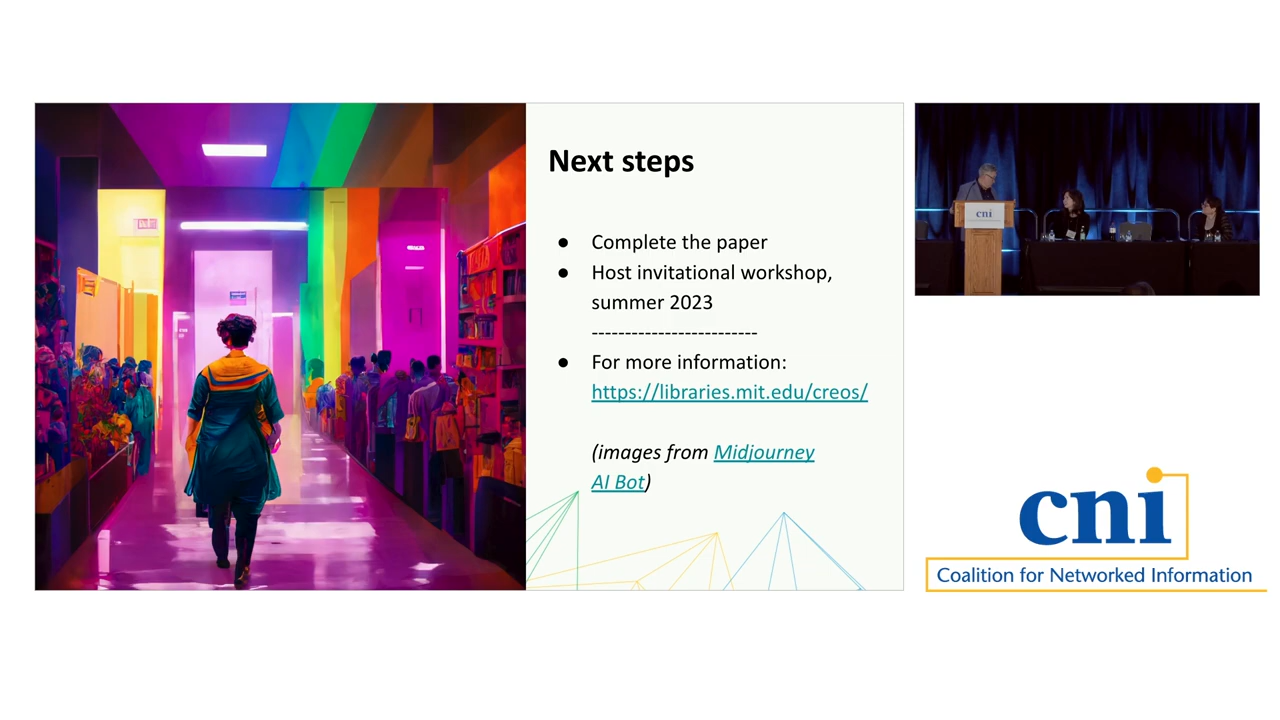 Next steps
● Complete the paper
● Host invitational workshop,
summer 2023
-------------------------
● For more information:
https://libraries.mit.edu/creos/
(images from Midjourney
AI Bot)
cni
cni
Coalition for Networked Information